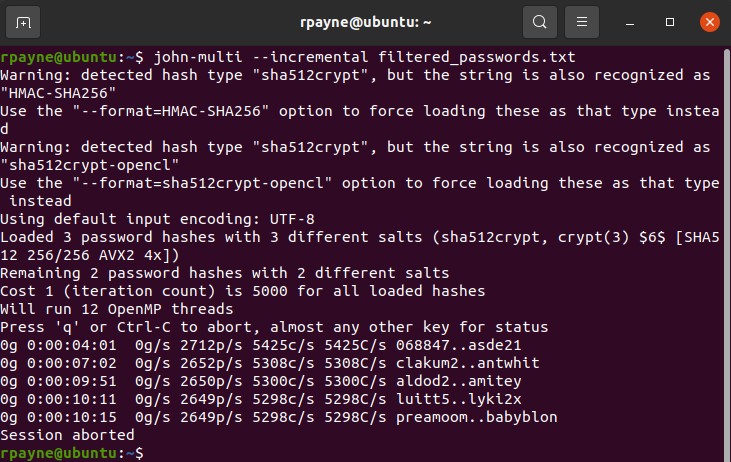 rpayne@ubuntu: ~
rpayne@ubuntu:~$ john-multi --incremental filtered_passwords.txt
Warning: detected hash type "sha512crypt", but the string is also recognized as
"HMAC-SHA256"
Use the "--format=HMAC-SHA256" option to force loading these as that type instea
d
Warning: detected hash type "sha512crypt", but the string is also recognized as
"sha512crypt-opencl"
Use the "--format=sha512crypt-opencl" option to force loading these as that type
 instead
Using default input encoding: UTF-8
Loaded 3 password hashes with 3 different salts (sha512crypt, crypt(3) $6$ [SHA5
12 256/256 AVX2 4x])
Remaining 2 password hashes with 2 different salts
Cost 1 (iteration count) is 5000 for all loaded hashes
Will run 12 OpenMP threads
Press 'q' or Ctrl-C to abort, almost any other key for status
0g 0:00:04:01  0g/s 2712p/s 5425c/s 5425C/s 068847..asde21
0g 0:00:07:02  0g/s 2652p/s 5308c/s 5308C/s clakum2..antwhit
0g 0:00:09:51  0g/s 2650p/s 5300c/s 5300C/s aldod2..amitey
0g 0:00:10:11  0g/s 2649p/s 5298c/s 5298C/s luitt5..lyki2x
0g 0:00:10:15  0g/s 2649p/s 5298c/s 5298C/s preamoom..babyblon
Session aborted
rpayne@ubuntu:~$